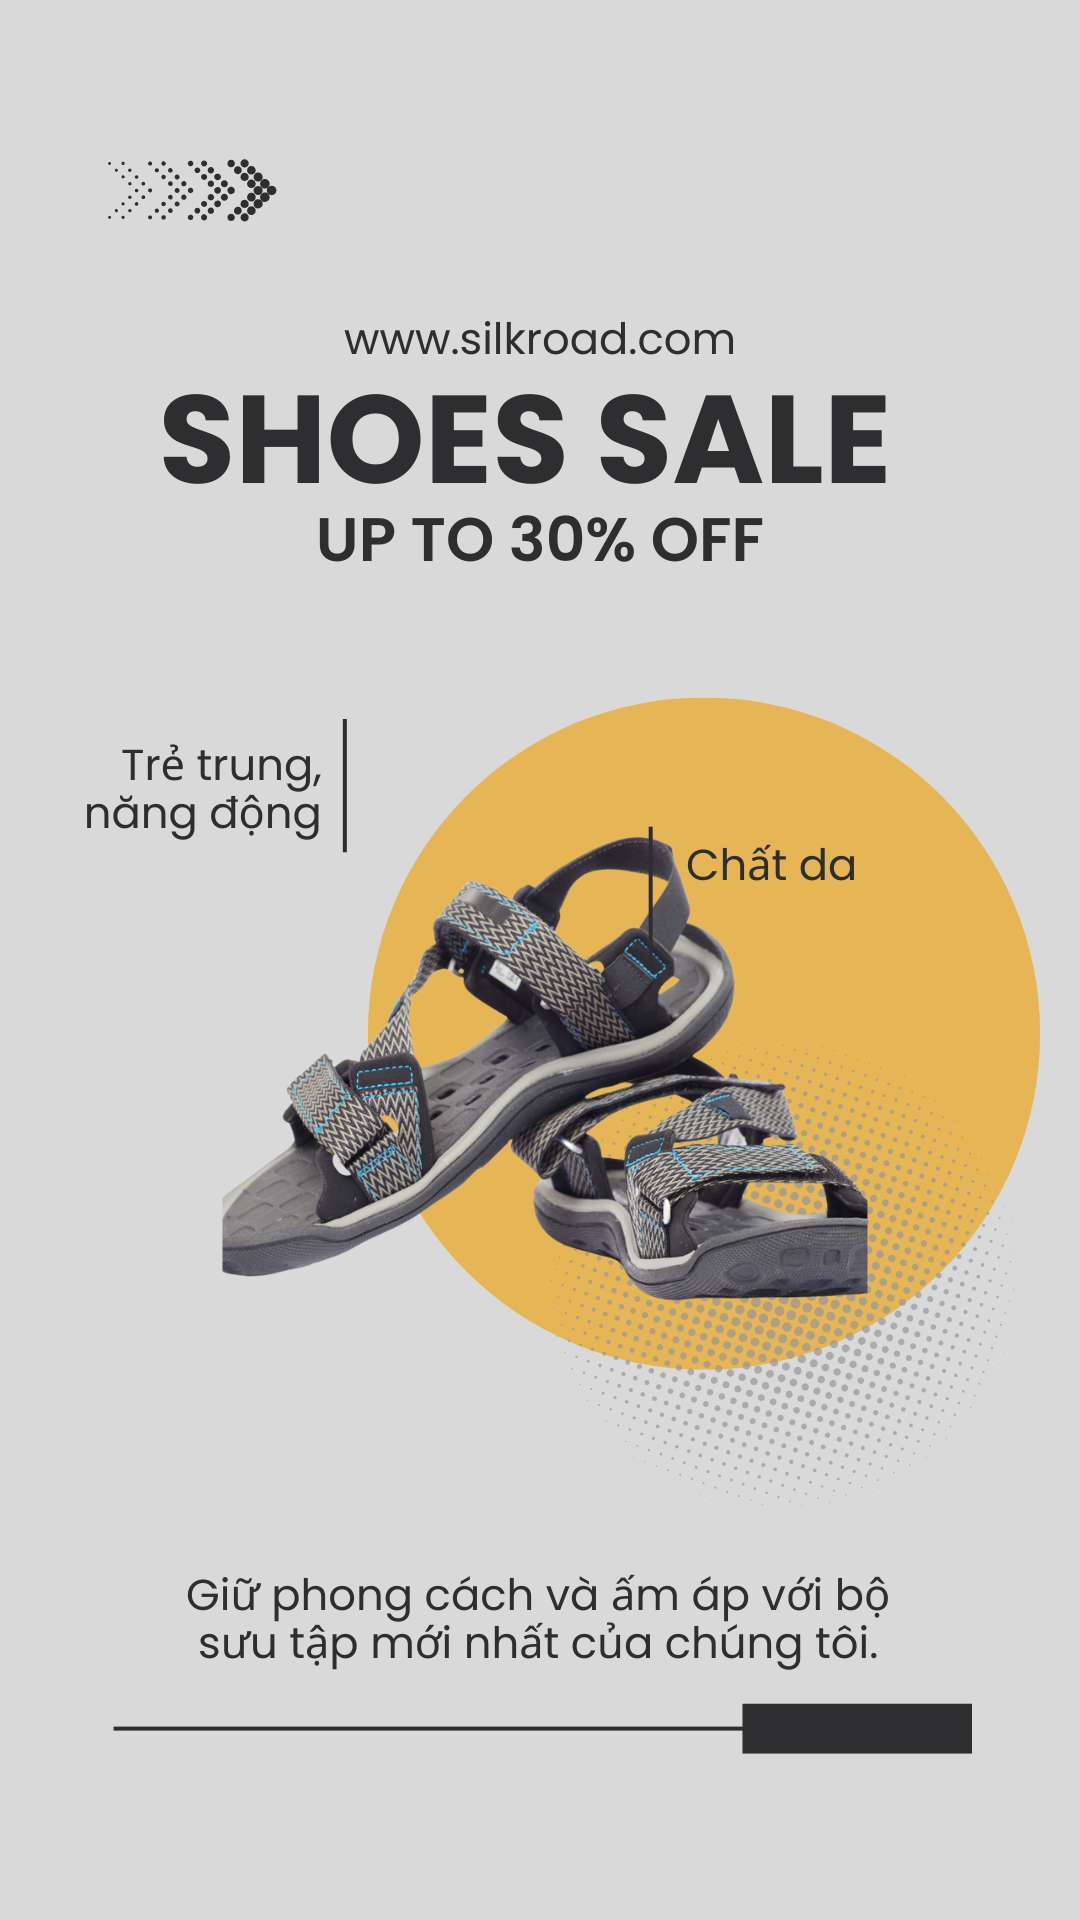 www.silkroad.com
SHOES SALE
UP TO 30% OFF
Trẻ trung,
năng động
Chất da
Giữ phong cách và ấm áp với bộ
sưu tập mới nhất của chúng tôi.